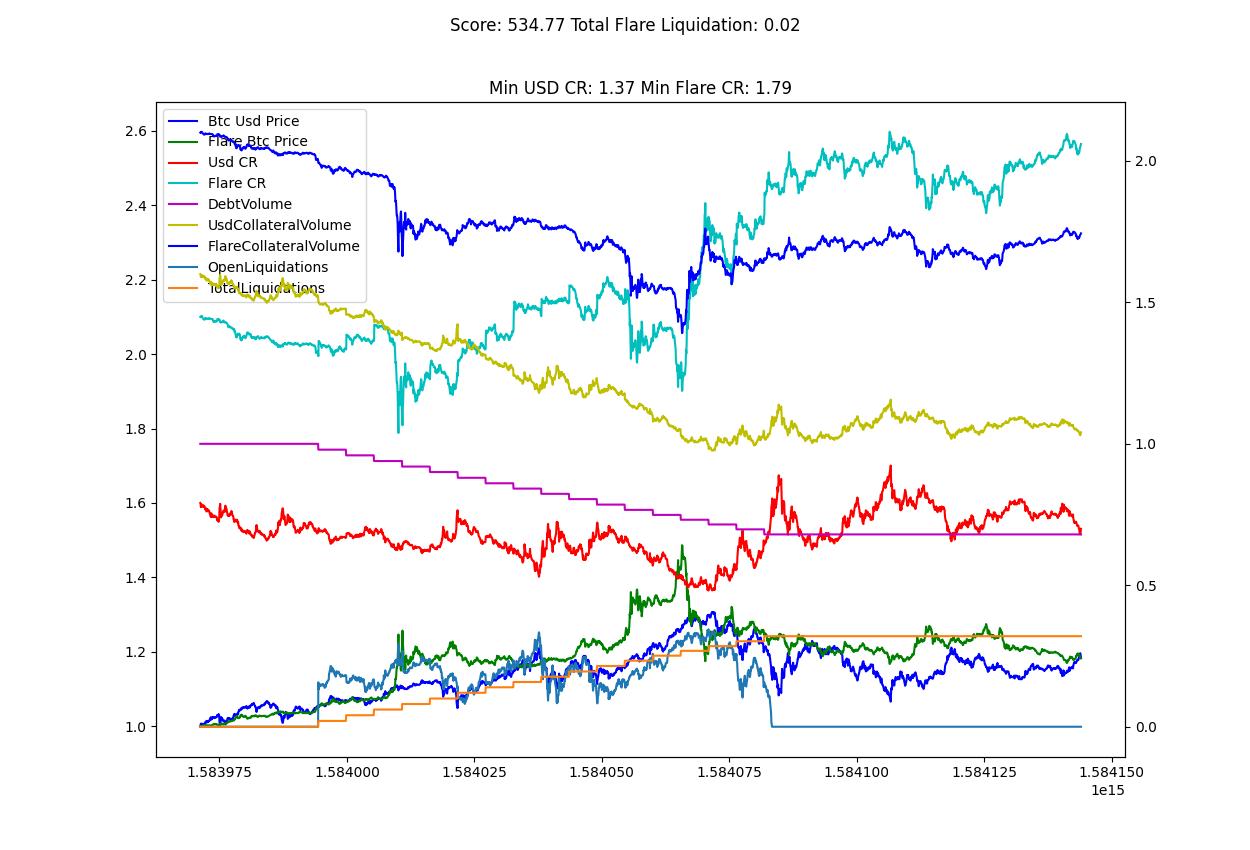 Score: 534.77 Total Flare Liquidation: 0.02
Min USD CR: 1.37 Min Flare CR: 1.79
Btc Usd Price
Flare Btc Price
Usd CR
Flare CR
DebtVolume
UsdCollateralVolume
FlareCollateralVolume
OpenLiquidations
TotalLiquidations
2.6
2.4
2.2
2.0
1.8
1.6
1.4
1.2
1.0
2.0
1.5
1.0
0.5
0.0
1.583975 1.584000 1.584025 1.584050 1.584075 1.584100 1.584125 1.584150
1e15